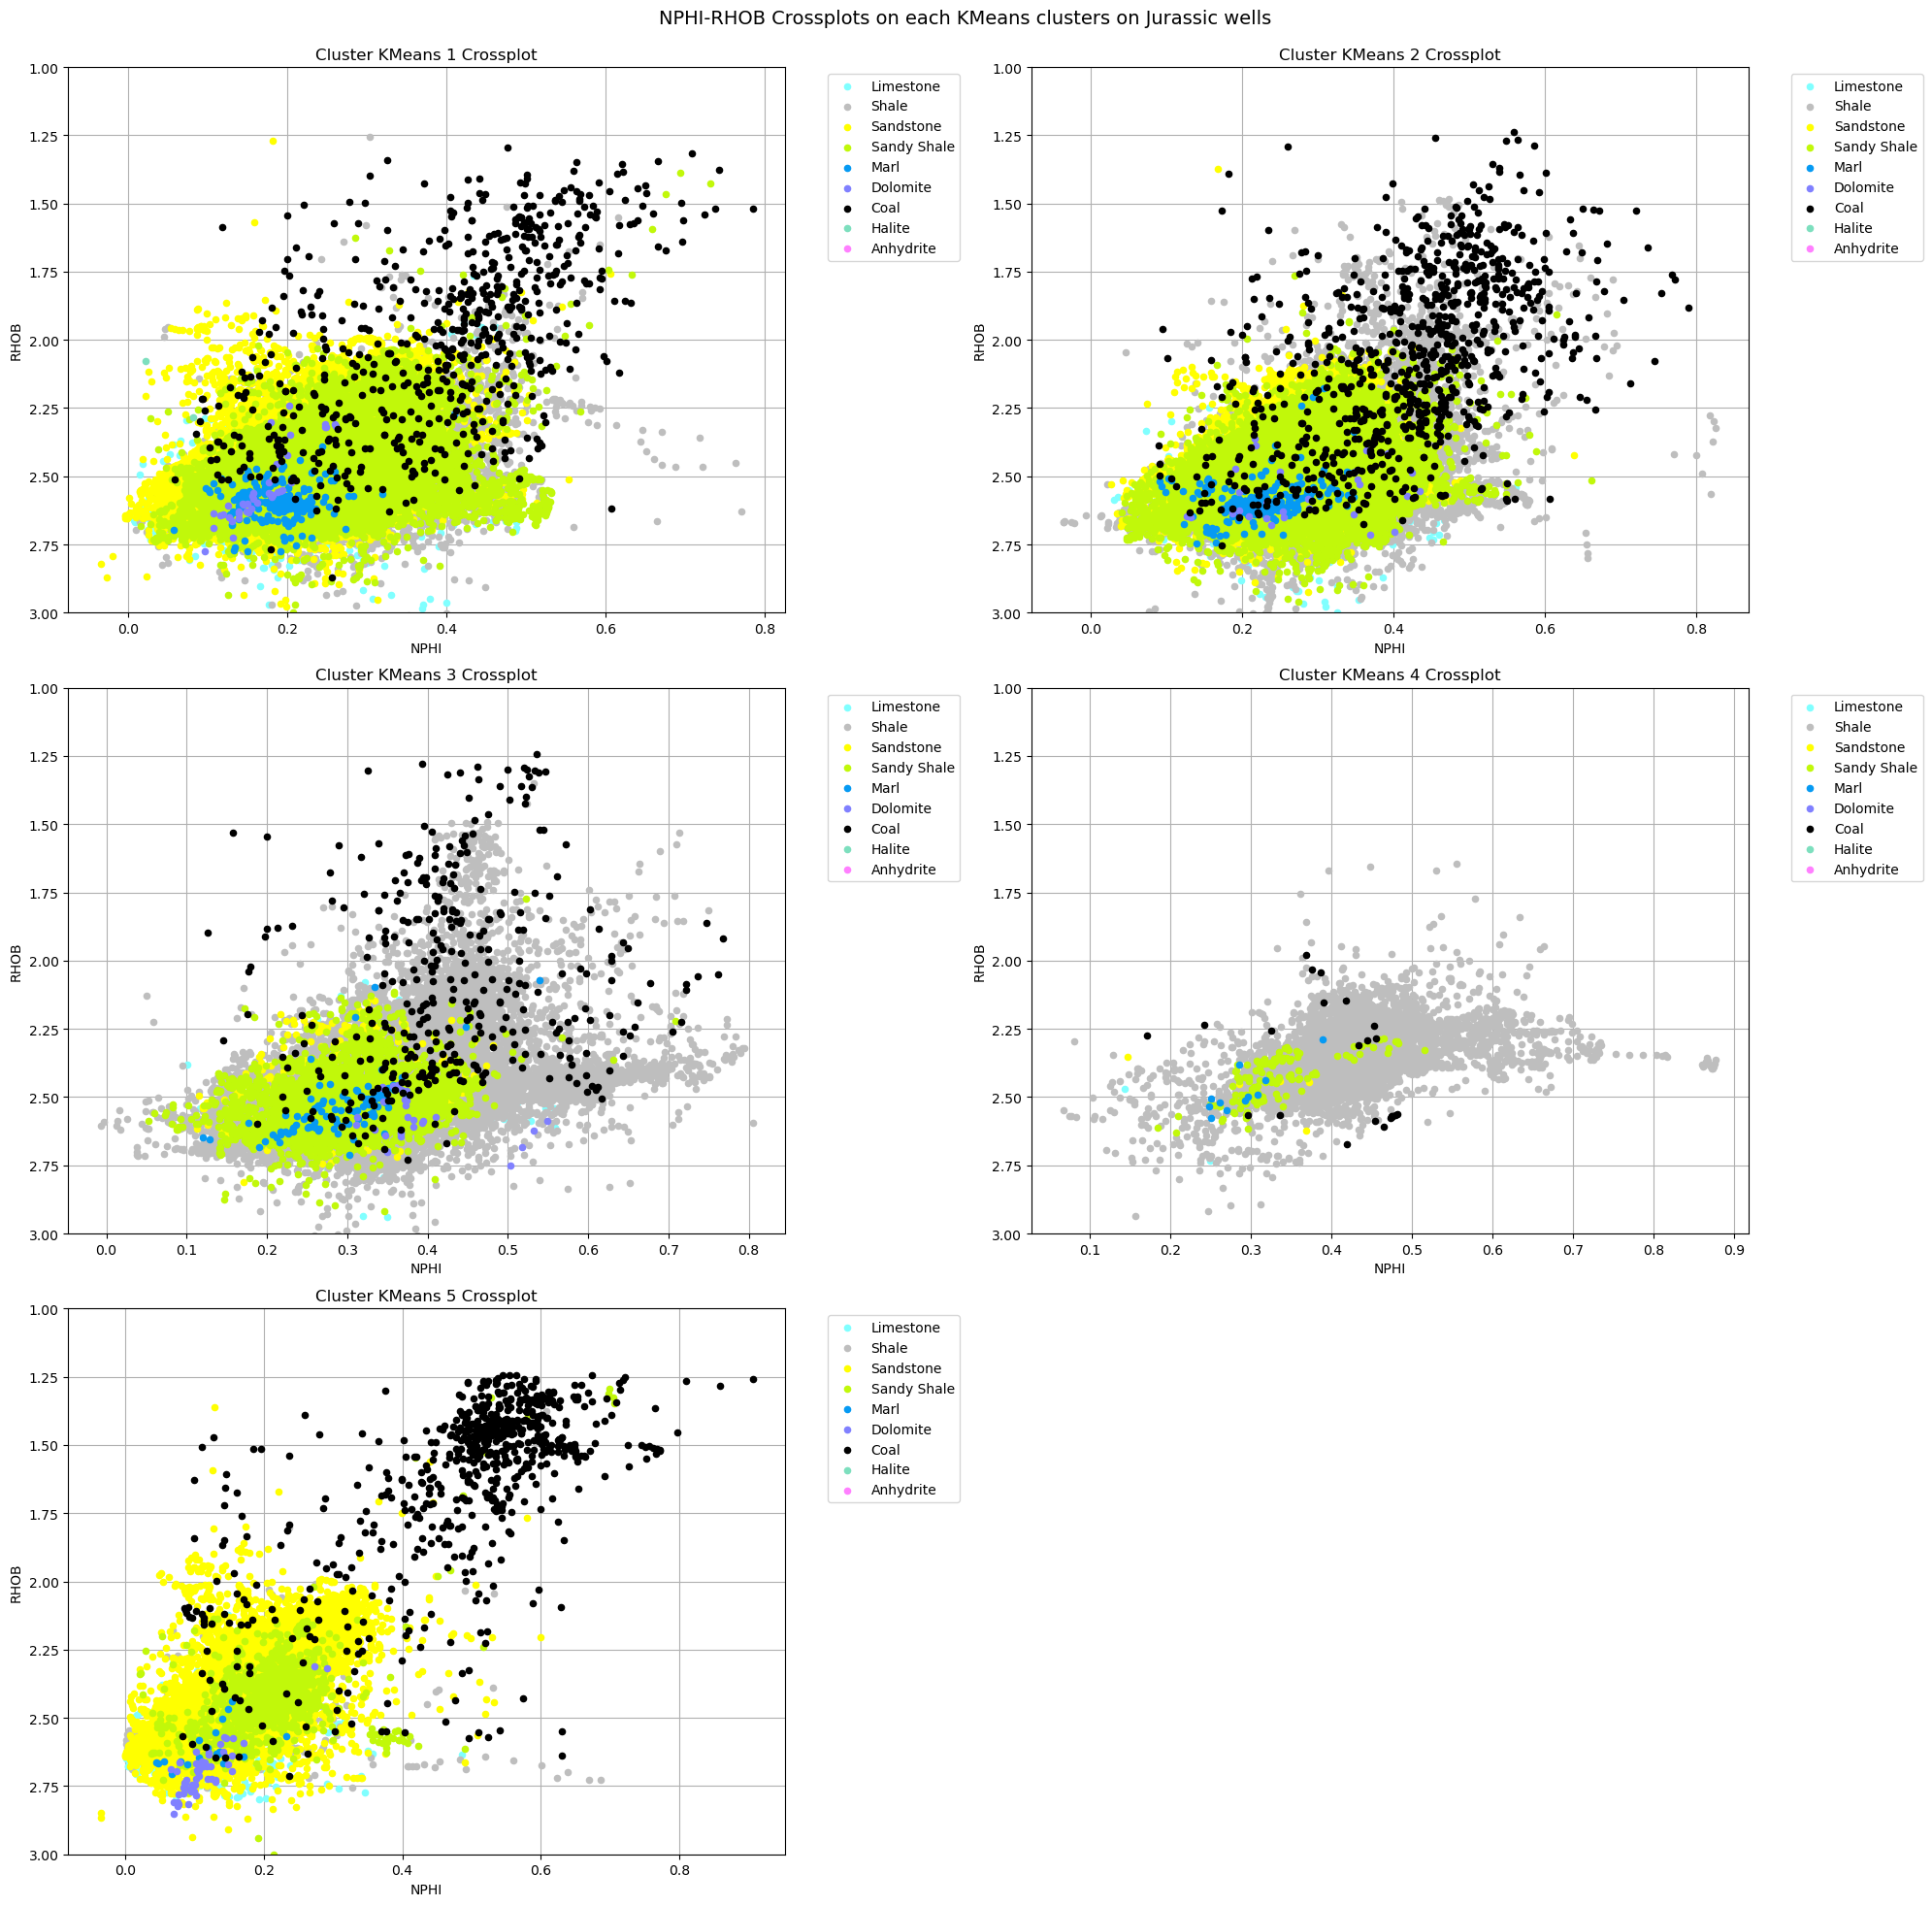 NPHI-RHOB Crossplots on each KMeans clusters on Jurassic wells
Cluster KMeans 1 Crossplot
1.00
1.25
1.50
1.75
2.00
2.25
2.50
2.75
3.00
RHOB
0.0 0.2 0.4 0.6 0.8
NPHI
Limestone
Shale
Sandstone
Sandy Shale
Marl
Dolomite
Coal
Halite
Anhydrite
Cluster KMeans 2 Crossplot
1.00
1.25
1.50
1.75
2.00
2.25
2.50
2.75
3.00
RHOB
0.0 0.2 0.4 0.6 0.8
NPHI
Limestone
Shale
Sandstone
Sandy Shale
Marl
Dolomite
Coal
Halite
Anhydrite
Cluster KMeans 3 Crossplot
1.00
1.25
1.50
1.75
2.00
2.25
2.50
2.75
3.00
RHOB
0.0 0.1 0.2 0.3 0.4 0.5 0.6 0.7 0.8
NPHI
Limestone
Shale
Sandstone
Sandy Shale
Marl
Dolomite
Coal
Halite
Anhydrite
Cluster KMeans 4 Crossplot
1.00
1.25
1.50
1.75
2.00
2.25
2.50
2.75
3.00
RHOB
0.1 0.2 0.3 0.4 0.5 0.6 0.7 0.8 0.9
NPHI
Limestone
Shale
Sandstone
Sandy Shale
Marl
Dolomite
Coal
Halite
Anhydrite
Cluster KMeans 5 Crossplot
1.00
1.25
1.50
1.75
2.00
2.25
2.50
2.75
3.00
RHOB
0.0 0.2 0.4 0.6 0.8
NPHI
Limestone
Shale
Sandstone
Sandy Shale
Marl
Dolomite
Coal
Halite
Anhydrite